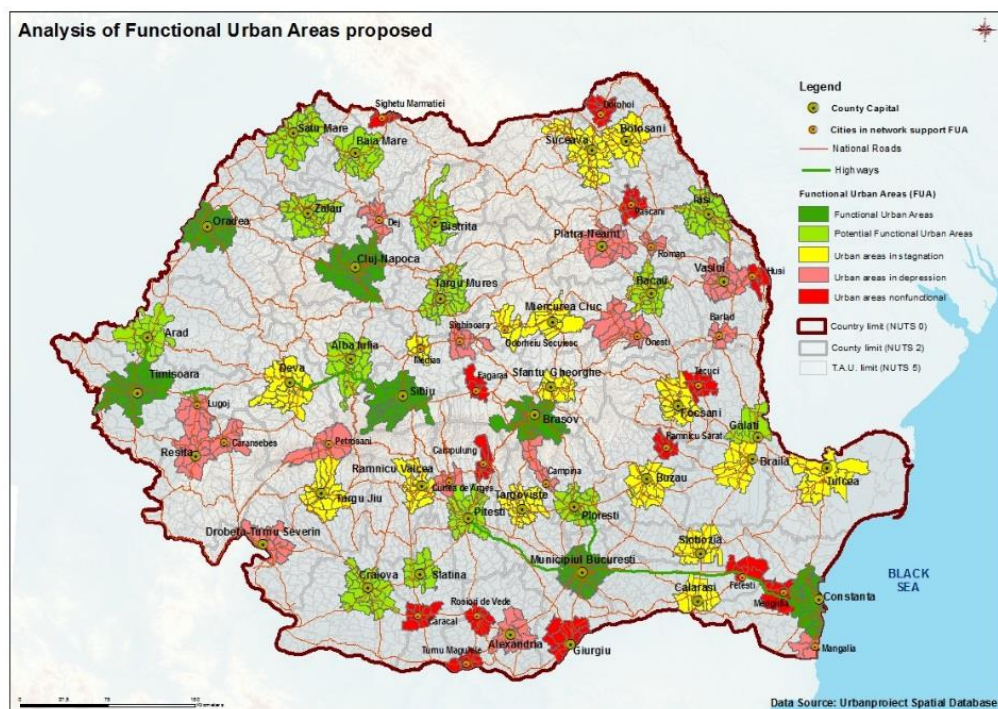 Analysis of Functional Urban Areas proposed
Legend
County Capital
Cities in network support FUA
National Roads
Highways
Functional Urban Areas (FUA)
Functional Urban Areas
Potential Functional Urban Areas
Urban areas in stagnation
Urban areas in depression
Urban areas nonfunctional
Country limit (NUTS 0)
County limit (NUTS 2)
T.A.U. limit (NUTS 5)
Sighetu Marmatiei
Dorohoi
Satu Mare
Botosani
Baia Mare
Suceava
Zalau
Dej
Bistrita
Pascani
Iasi
Oradea
Piatra-Neamt
Roman
Cluj-Napoca
Targu Mures
Bacau
Vaslui
Husi
Miercurea Ciuc
Odorheiu Secuiesc
Sighisoara
Onesti
Barlad
Arad
Alba Iulia
Medias
Timisoara
Deva
Sibiu
Fagaras
Sfantu Gheorghe
Brasov
Tecuci
Focsani
Lugoj
Caransebes
Resita
Petrosani
Galati
Campulung
Ramnicu Sarat
Braila
Tulcea
Ramnicu Valcea
Curtea de Arges
Campina
Buzau
Targu Jiu
Targoviste
Pitesti
Ploiesti
Drobeta-Turnu Severin
Slobozia
Municipiul Bucuresti
Craiova
Slatina
Fetesti
Calarasi
Constanta
BLACK
SEA
Caracal
Rosiori de Vede
Alexandria
Giurgiu
Turnu Magurele
Mangalia
0
Kilometers
Data Source: Urbanproiect Spatial Database